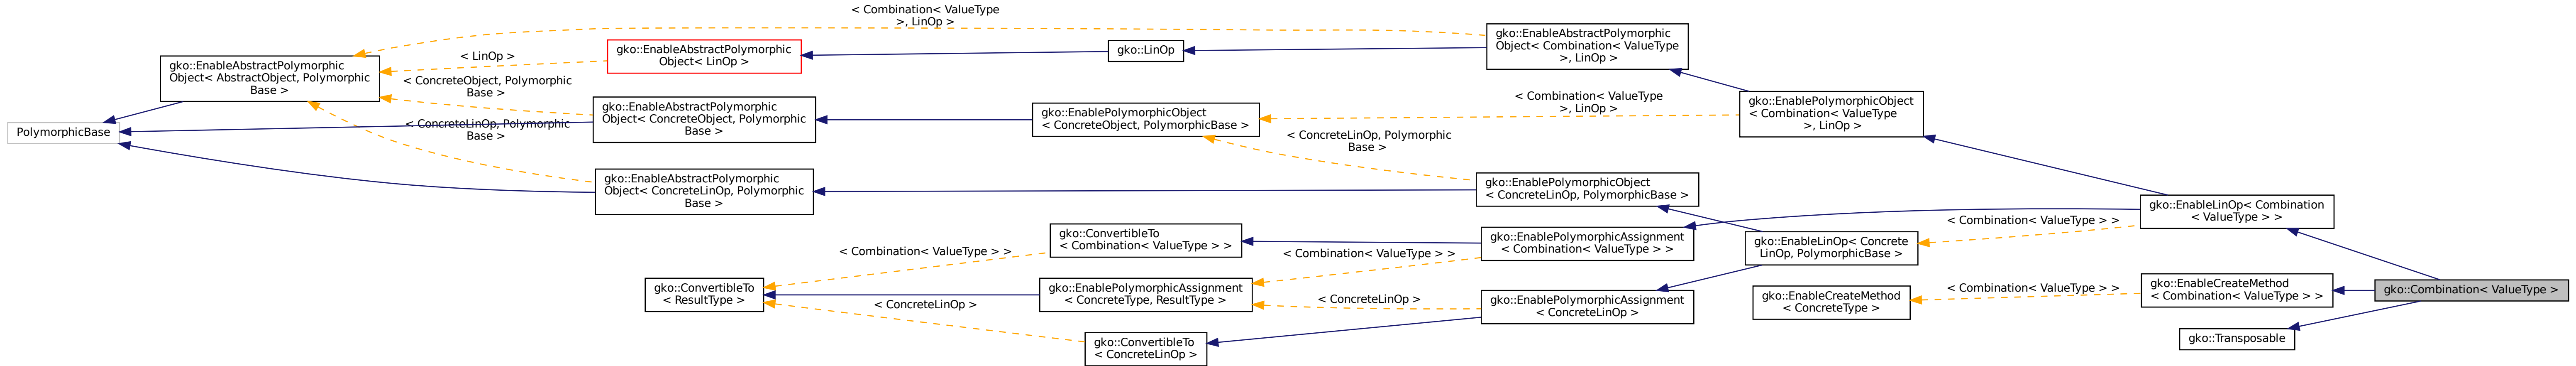 PolymorphicBase
gko::EnableAbstractPolymorphic
Object< AbstractObject, Polymorphic
Base >
< Combination< ValueType
>, LinOp >
< LinOp >
< ConcreteObject, Polymorphic
Base >
< ConcreteLinOp, Polymorphic
Base >
gko::EnableAbstractPolymorphic
Object< LinOp >
gko::EnableAbstractPolymorphic
Object< ConcreteObject, Polymorphic
Base >
gko::EnableAbstractPolymorphic
Object< ConcreteLinOp, Polymorphic
Base >
gko::ConvertibleTo
< ResultType >
< Combination< ValueType > >
< ConcreteLinOp >
gko::LinOp
gko::EnablePolymorphicObject
< ConcreteObject, PolymorphicBase >
gko::ConvertibleTo
< Combination< ValueType > >
gko::EnablePolymorphicAssignment
< ConcreteType, ResultType >
gko::ConvertibleTo
< ConcreteLinOp >
< Combination< ValueType
>, LinOp >
< ConcreteLinOp, Polymorphic
Base >
< Combination< ValueType > >
< ConcreteLinOp >
gko::EnableAbstractPolymorphic
Object< Combination< ValueType
>, LinOp >
gko::EnablePolymorphicObject
< ConcreteLinOp, PolymorphicBase >
gko::EnablePolymorphicAssignment
< Combination< ValueType > >
gko::EnablePolymorphicAssignment
< ConcreteLinOp >
gko::EnablePolymorphicObject
< Combination< ValueType
>, LinOp >
gko::EnableLinOp< Concrete
LinOp, PolymorphicBase >
gko::EnableCreateMethod
< ConcreteType >
< Combination< ValueType > >
< Combination< ValueType > >
gko::EnableLinOp< Combination
< ValueType > >
gko::EnableCreateMethod
< Combination< ValueType > >
gko::Transposable
gko::Combination< ValueType >